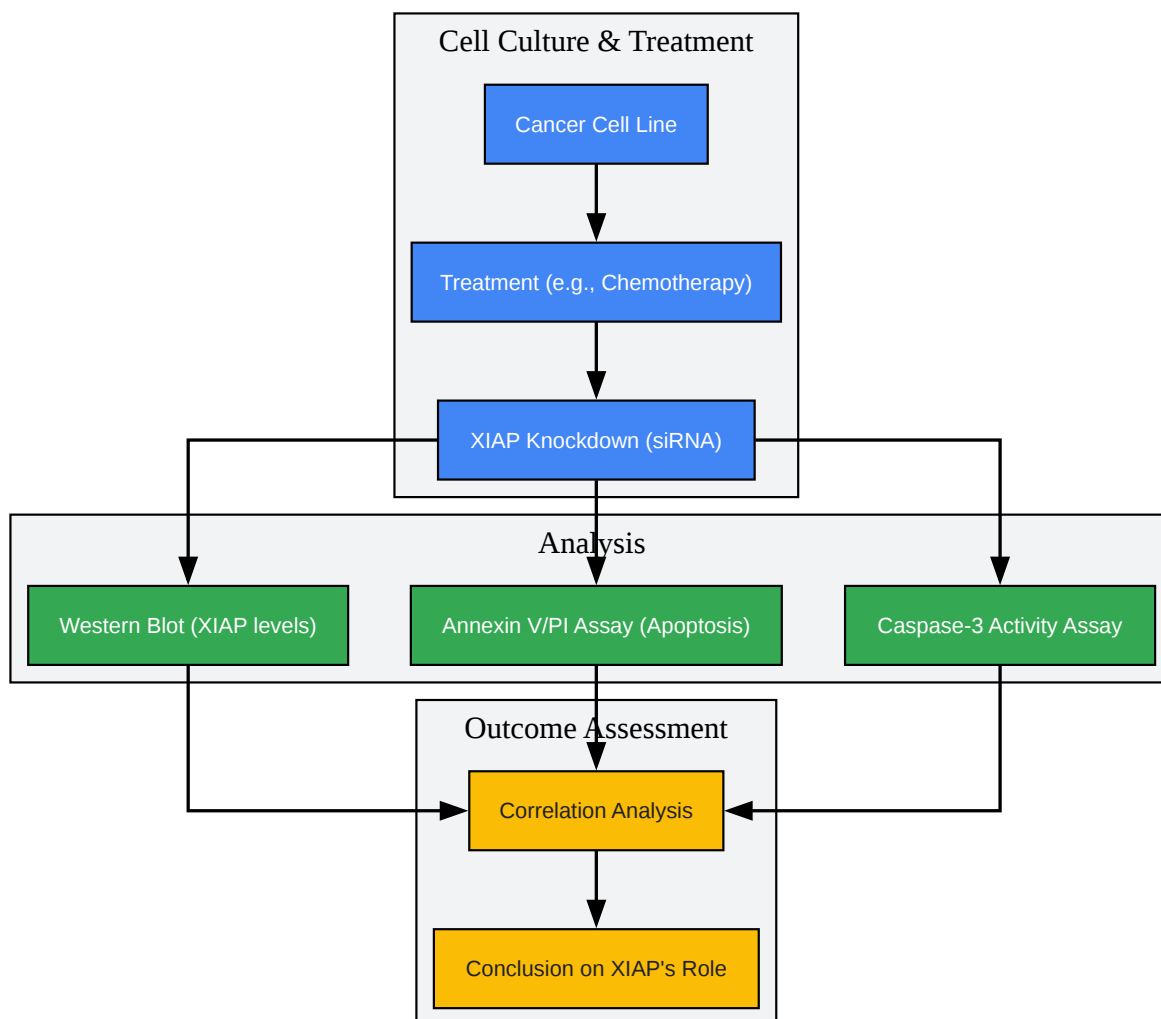 Cell Culture & Treatment
Cancer Cell Line
Treatment (e.g., Chemotherapy)
XIAP Knockdown (siRNA)
Analysis
Western Blot (XIAP levels)
Annexin V/PI Assay (Apoptosis)
Caspase-3 Activity Assay
Outcome Assessment
Correlation Analysis
Conclusion on XIAP's Role